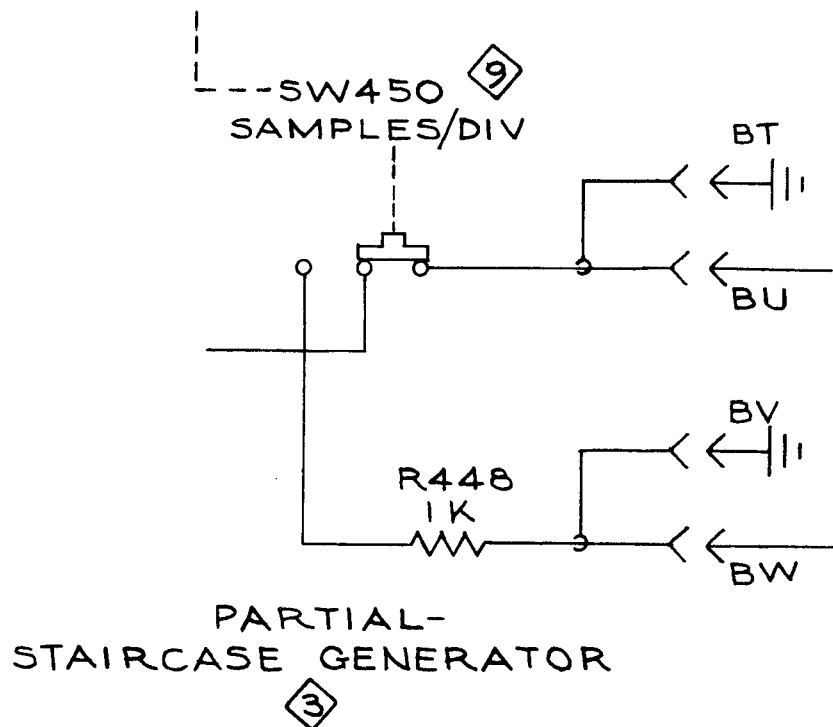 9
SW450
SAMPLES/DIV
BT
BU
BV
R448
1K
BW
PARTIAL-
STAIRCASE GENERATOR
3